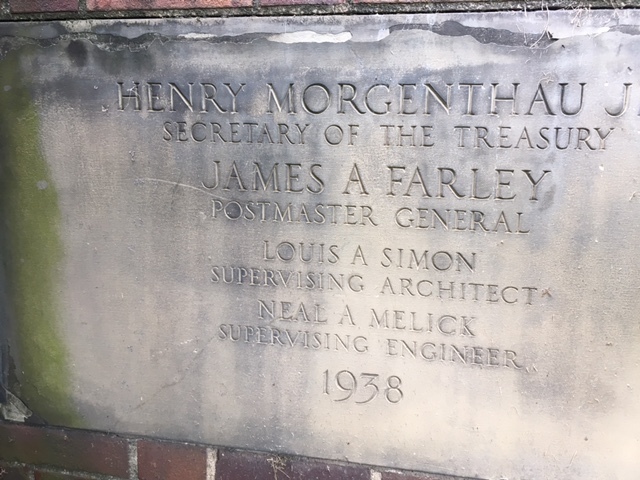 HENRY MORGENTHAU J
SECRETARY OF THE TREASURY
JAMES A FARLEY
POSTMASTER GENERAL
LOUIS A SIMON
SUPERVISING ARCHITECT
NEAL A MELICK
SUPERVISING ENGINEER
1938